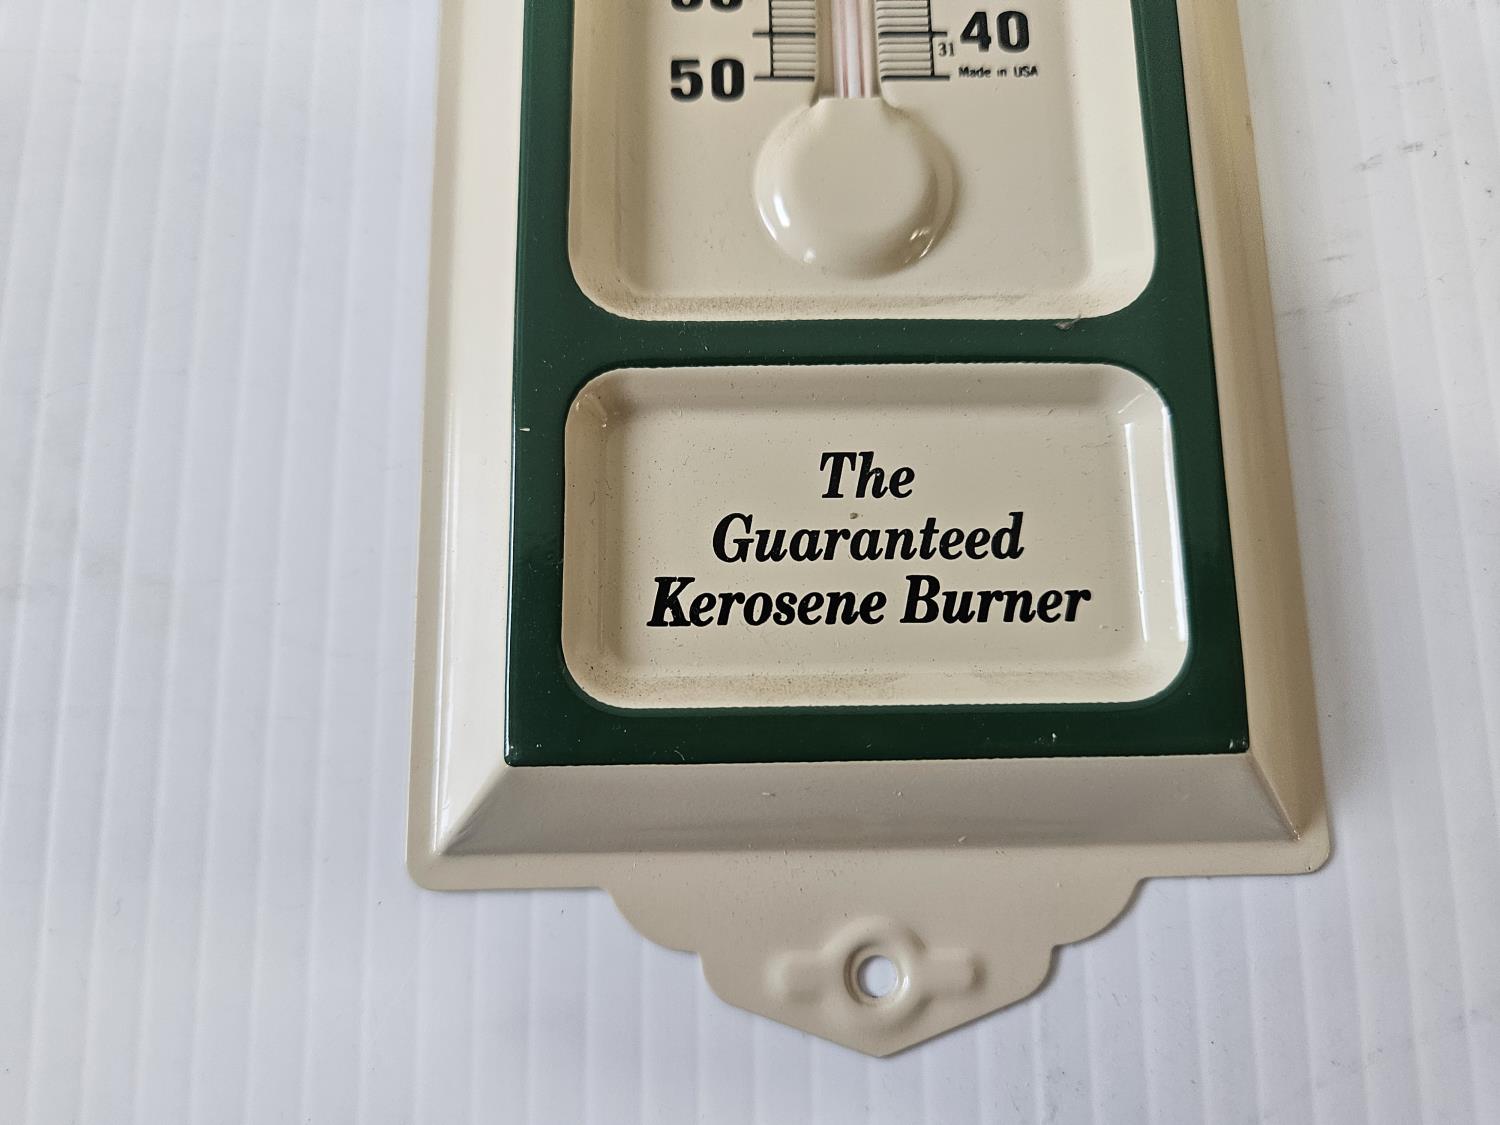 50
40
31
Made in USA
The
Guaranteed
Kerosene Burner